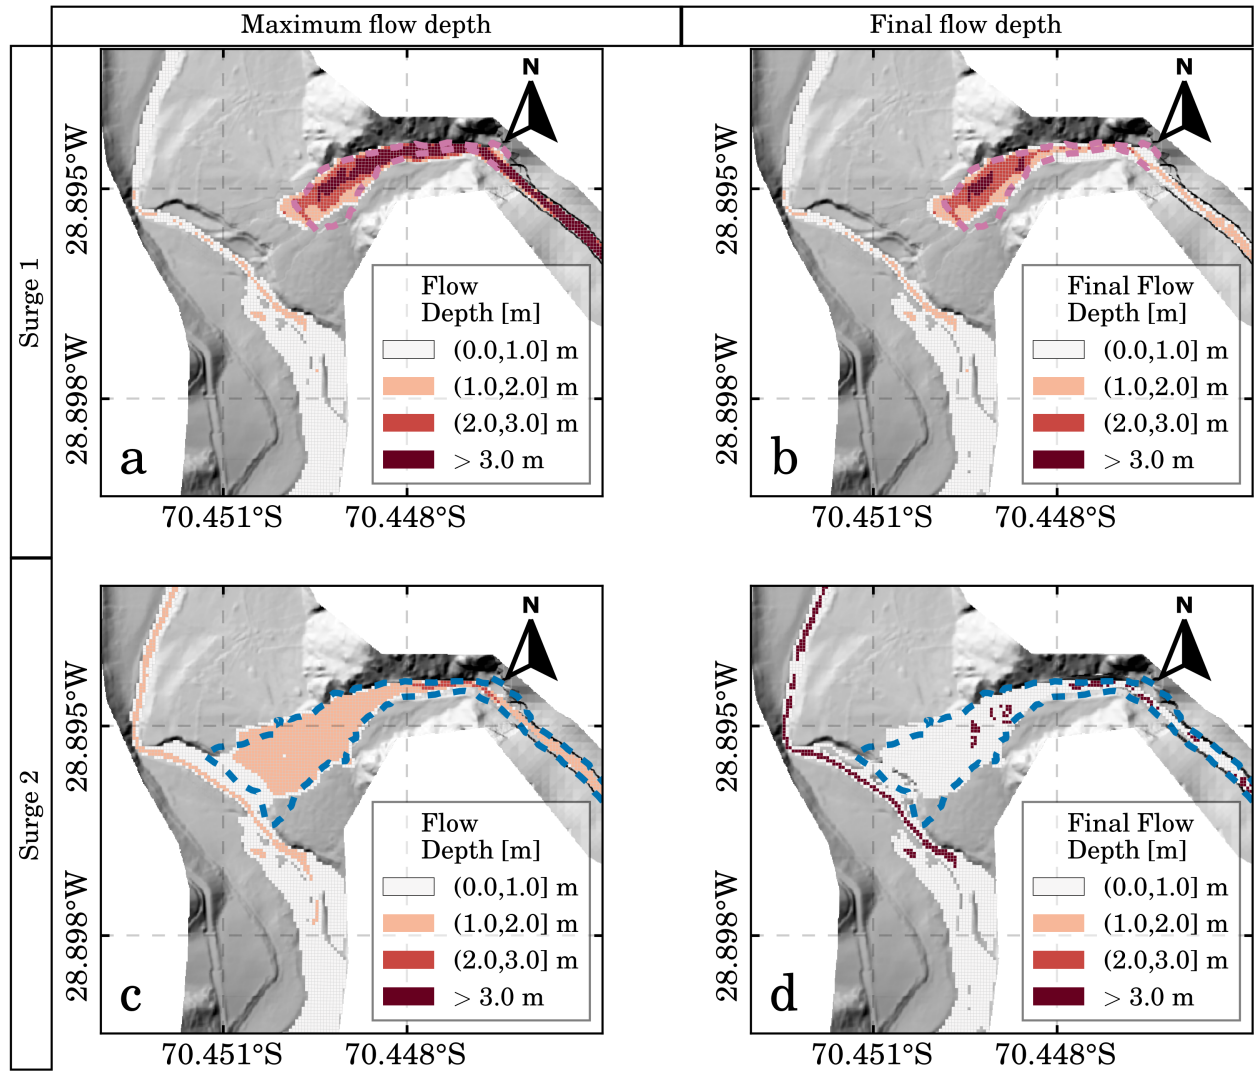 Maximum flow depth
Final flow depth
Surge 1
28.895°W
28.898°W
N
Flow
Depth [m]
(0.0,1.0] m
(1.0,2.0] m
(2.0,3.0] m
> 3.0 m
a
70.451°S
70.448°S
28.895°W
28.898°W
N
Final Flow
Depth [m]
(0.0,1.0] m
(1.0,2.0] m
(2.0,3.0] m
> 3.0 m
b
70.451°S
70.448°S
Surge 2
28.895°W
28.898°W
N
Flow
Depth [m]
(0.0,1.0] m
(1.0,2.0] m
(2.0,3.0] m
> 3.0 m
c
70.451°S
70.448°S
28.895°W
28.898°W
N
Final Flow
Depth [m]
(0.0,1.0] m
(1.0,2.0] m
(2.0,3.0] m
> 3.0 m
d
70.451°S
70.448°S